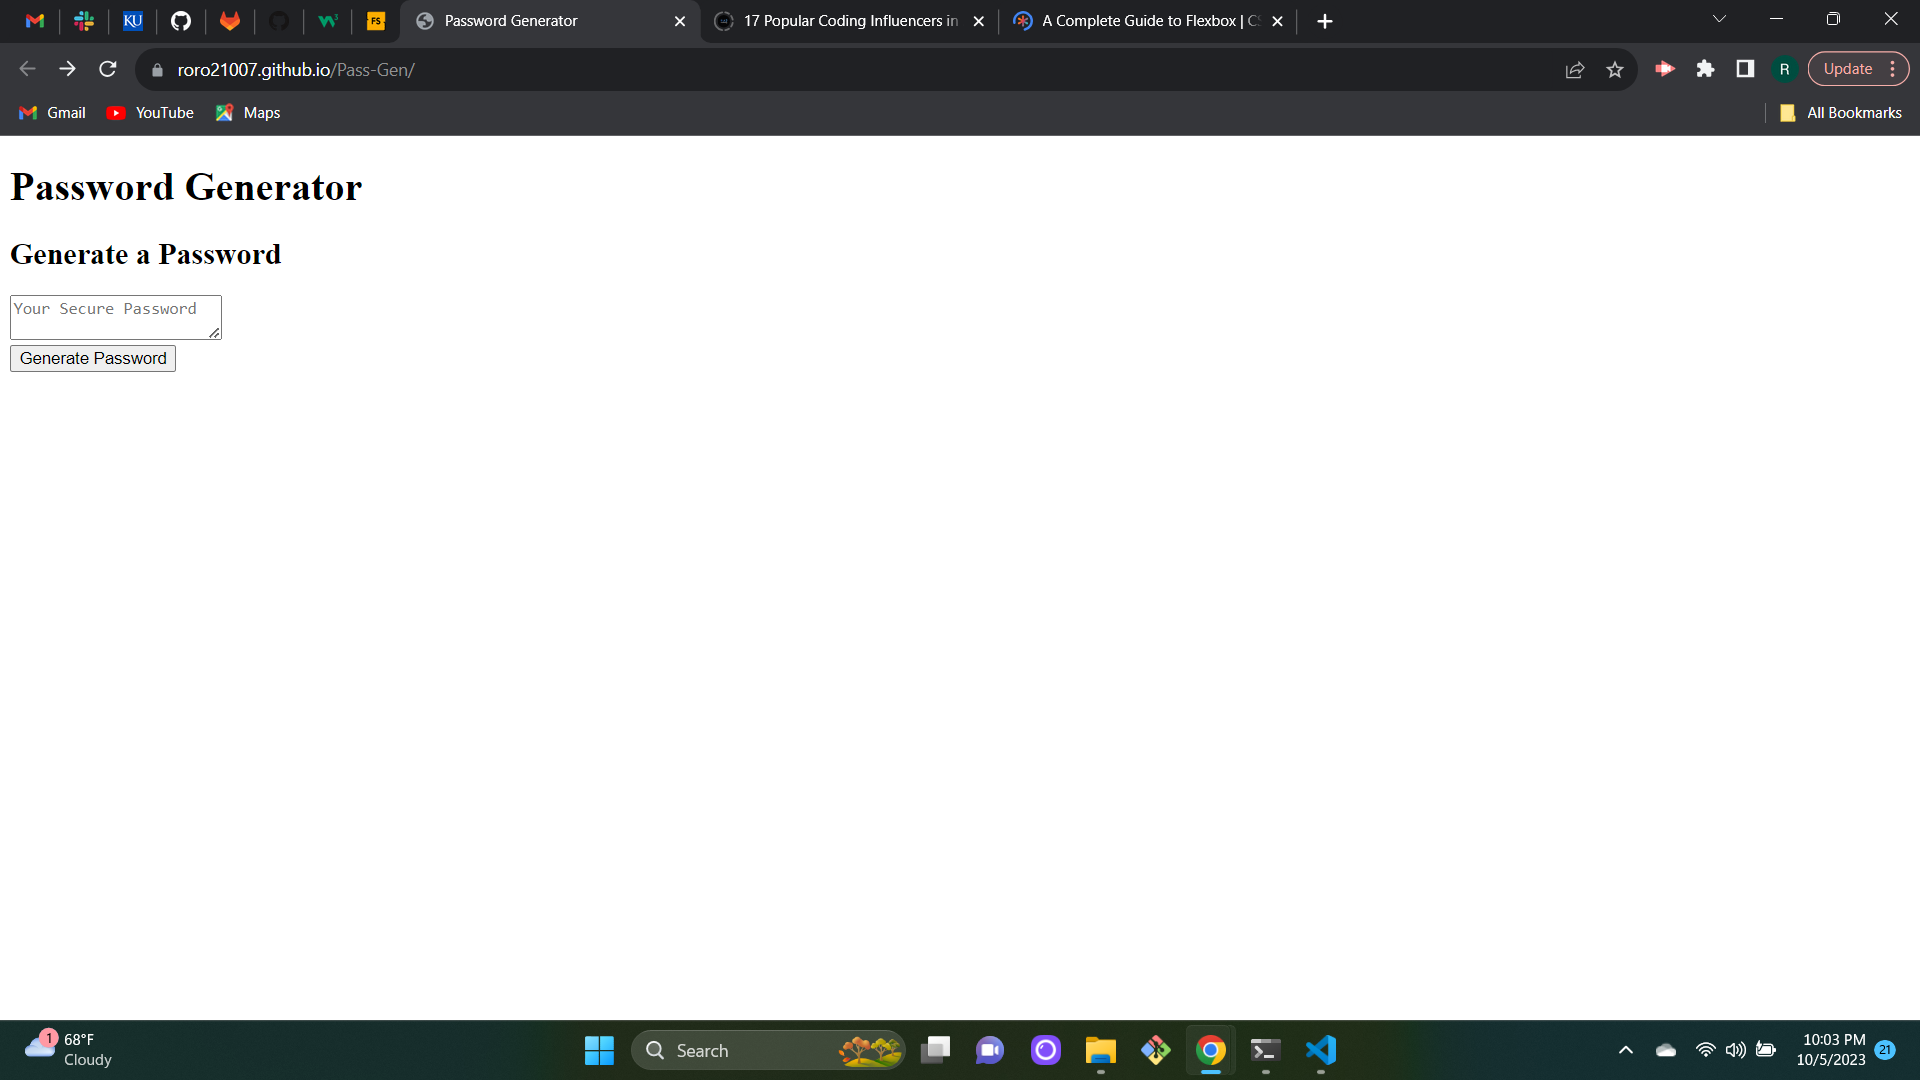 KU
W3
FS
Password Generator
17 Popular Coding Influencers in
A Complete Guide to Flexbox | CS
roro21007.github.io/Pass-Gen/
R
Update
Gmail
YouTube
Maps
All Bookmarks
Password Generator
Generate a Password
Your Secure Password
Generate Password
1
68°F
Cloudy
Search
10:03 PM
10/5/2023
21